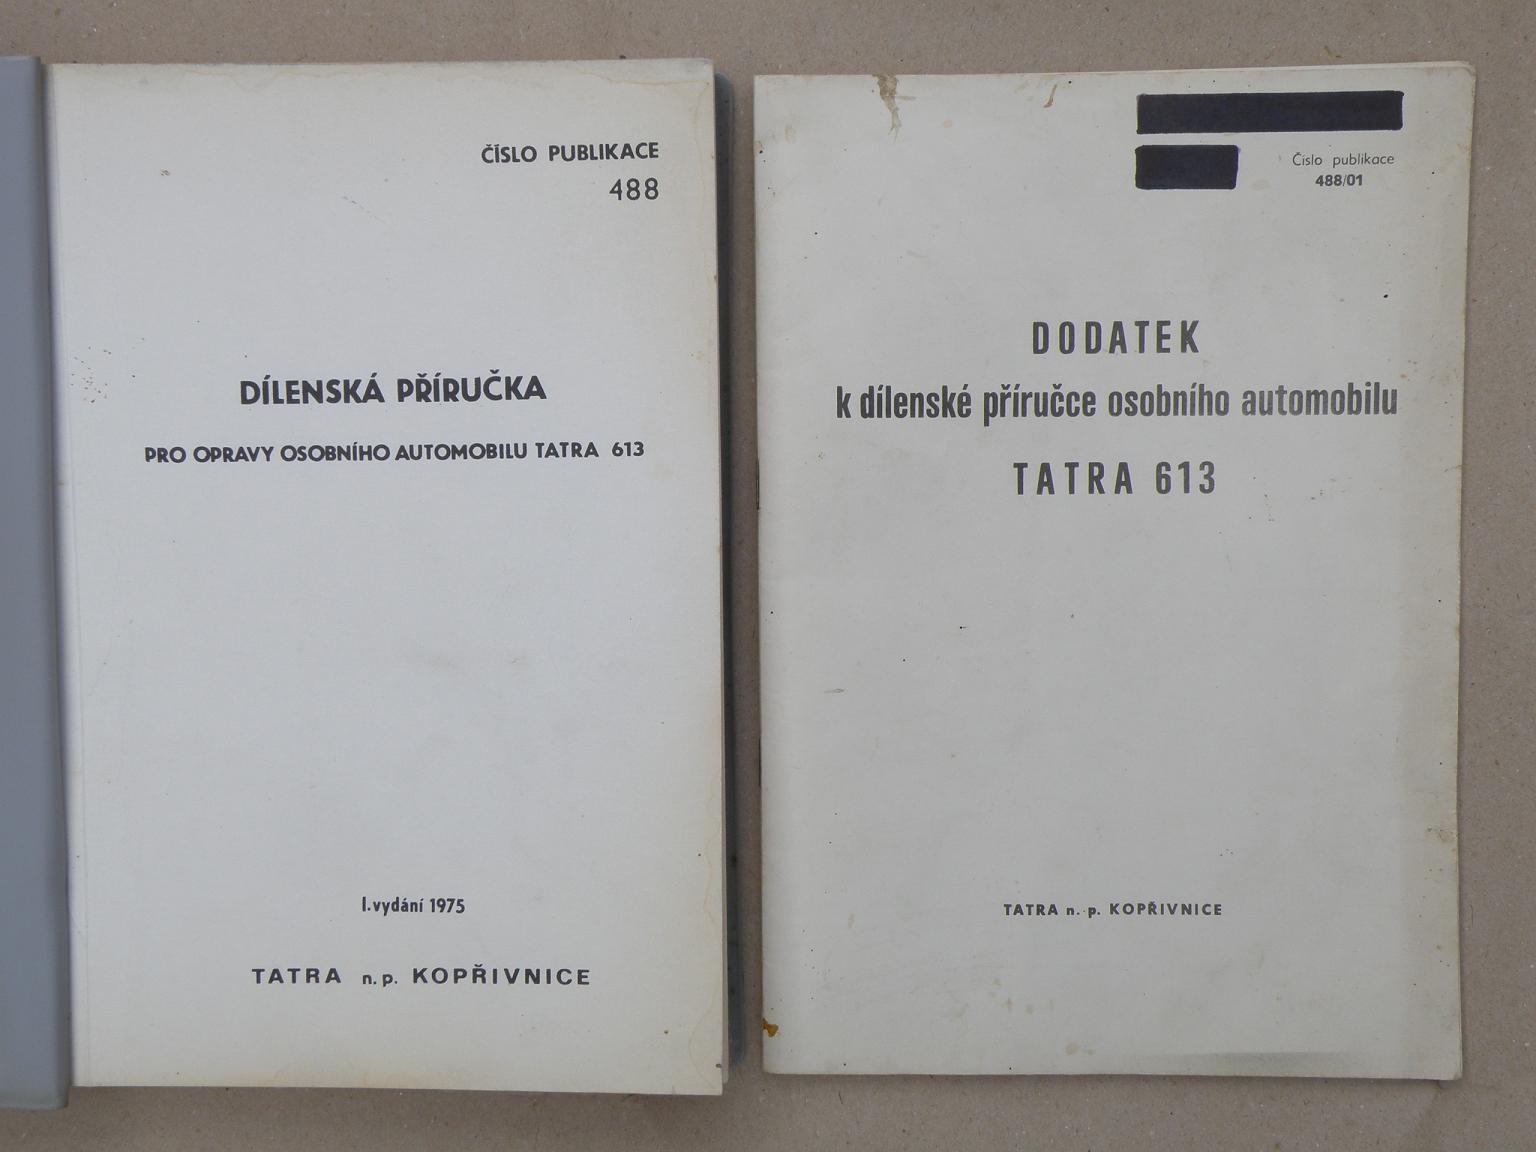 ČÍSLO PUBLIKACE
488
DÍLENSKÁ PŘÍRUČKA
PRO OPRAVY OSOBNÍHO AUTOMOBILU TATRA 613
I. vydání 1975
TATRA n. p. KOPŘIVNICE
Číslo publikace
488/01
DODATEK
k dílenské příručce osobního automobilu
TATRA 613
TATRA n. p. KOPŘIVNICE